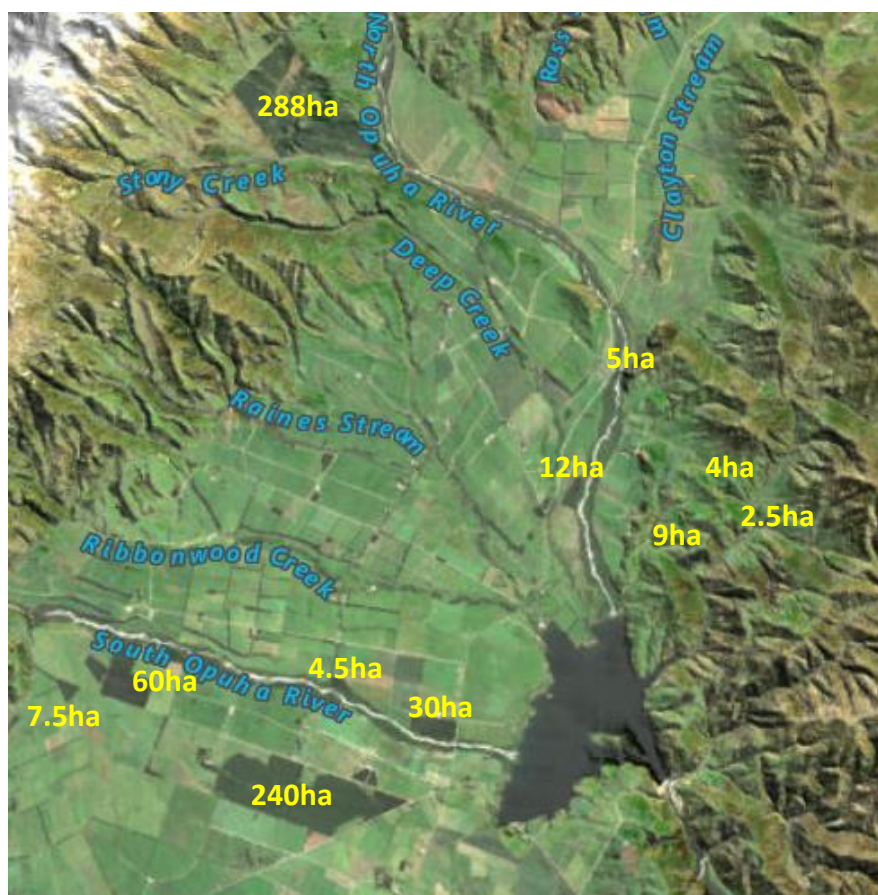 North Opuha River
Ross
am
Clayton Stream
288ha
Stony Creek
Deep Creek
5ha
Raines Stream
12ha
4ha
2.5ha
9ha
Ribbonwood Creek
South Opuha River
4.5ha
60ha
30ha
7.5ha
240ha